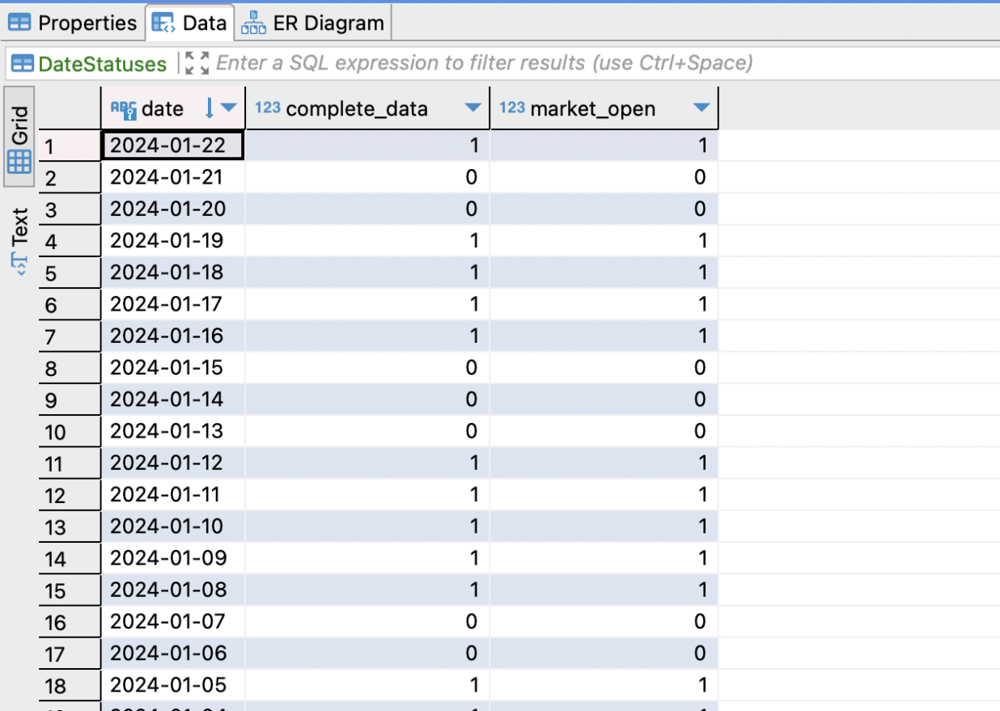 Properties Data ER Diagram
DateStatuses Enter a SQL expression to filter results (use Ctrl+Space)
Grid
Text
ABC date 123 complete_data 123 market_open
1 2024-01-22 1 1
2 2024-01-21 0 0
3 2024-01-20 0 0
4 2024-01-19 1 1
5 2024-01-18 1 1
6 2024-01-17 1 1
7 2024-01-16 1 1
8 2024-01-15 0 0
9 2024-01-14 0 0
10 2024-01-13 0 0
11 2024-01-12 1 1
12 2024-01-11 1 1
13 2024-01-10 1 1
14 2024-01-09 1 1
15 2024-01-08 1 1
16 2024-01-07 0 0
17 2024-01-06 0 0
18 2024-01-05 1 1